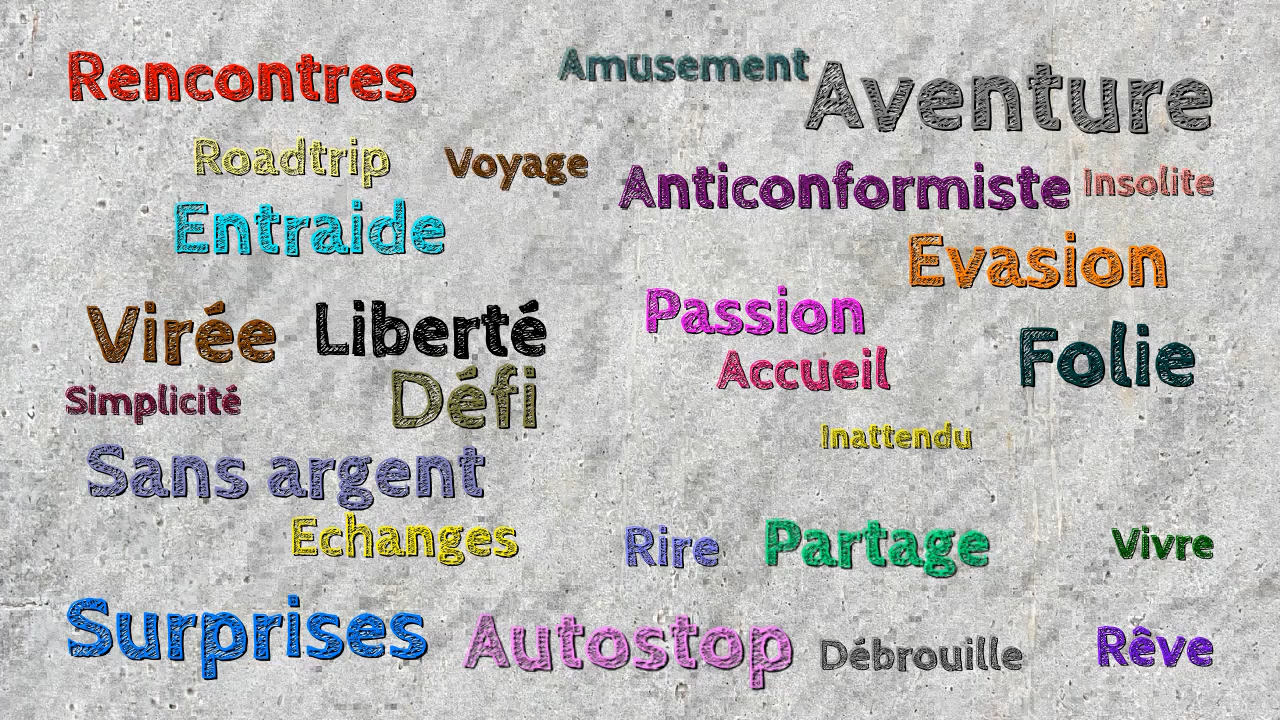 Rencontres
Amusement
Aventure
Roadtrip
Voyage
Anticonformiste
Insolite
Entraide
Evasion
Virée
Liberté
Passion
Accueil
Folie
Simplicité
Défi
Inattendu
Sans argent
Echanges
Rire
Partage
Vivre
Surprises
Autostop
Débrouille
Rêve